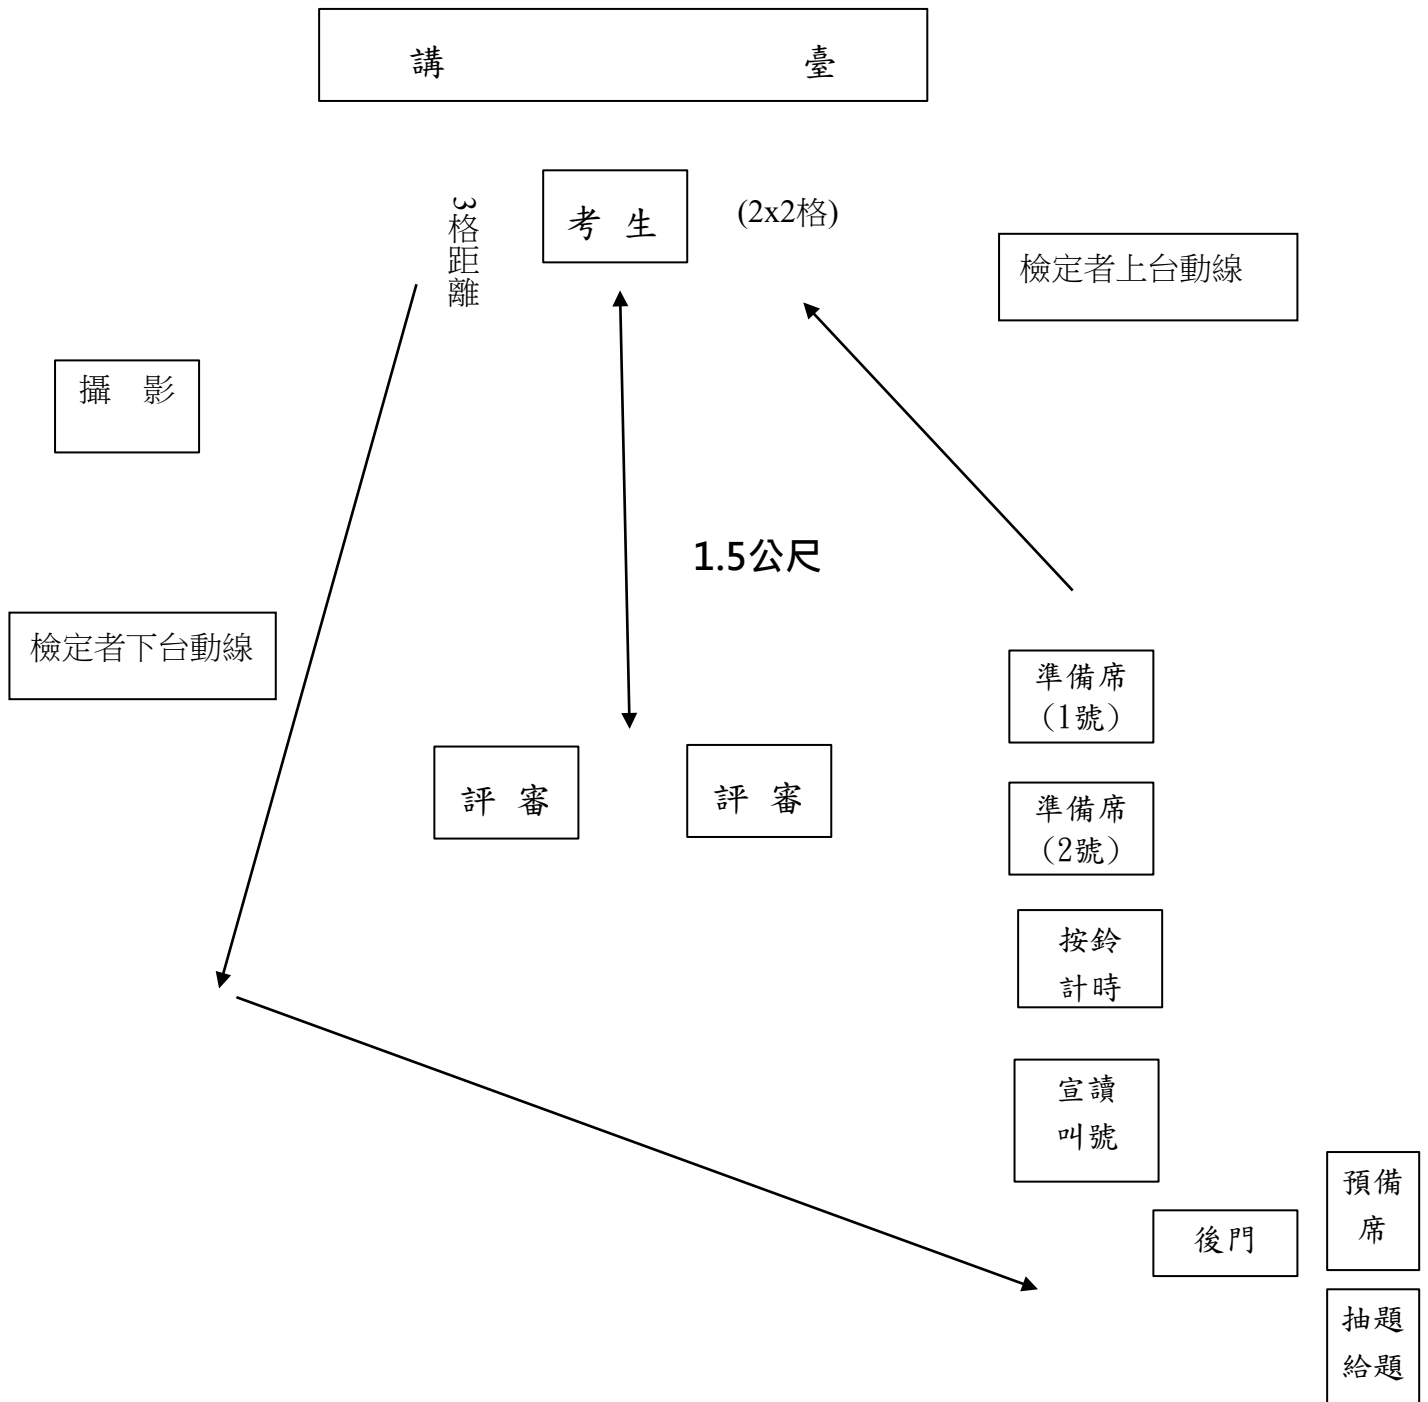 講 臺
3格距離
考 生
(2x2格)
檢定者上台動線
攝 影
1.5公尺
檢定者下台動線
準備席
(1號)
評 審
評 審
準備席
(2號)
按鈴
計時
宣讀
叫號
預備
席
後門
抽題
給題